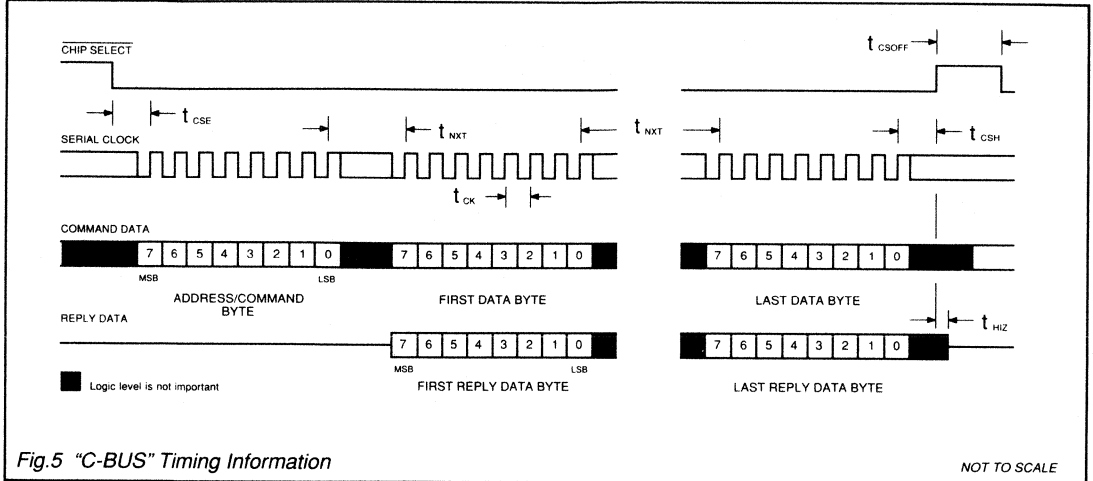 CHIP SELECT
t CSOFF
t CSE
t NXT
t NXT
t CSH
SERIAL CLOCK
t CK
COMMAND DATA
7 6 5 4 3 2 1 0 7 6 5 4 3 2 1 0 7 6 5 4 3 2 1 0
MSB LSB
ADDRESS/COMMAND
BYTE
FIRST DATA BYTE
LAST DATA BYTE
REPLY DATA
t HIZ
7 6 5 4 3 2 1 0 7 6 5 4 3 2 1 0
MSB LSB
Logic level is not important
FIRST REPLY DATA BYTE
LAST REPLY DATA BYTE
Fig.5 "C-BUS" Timing Information
NOT TO SCALE